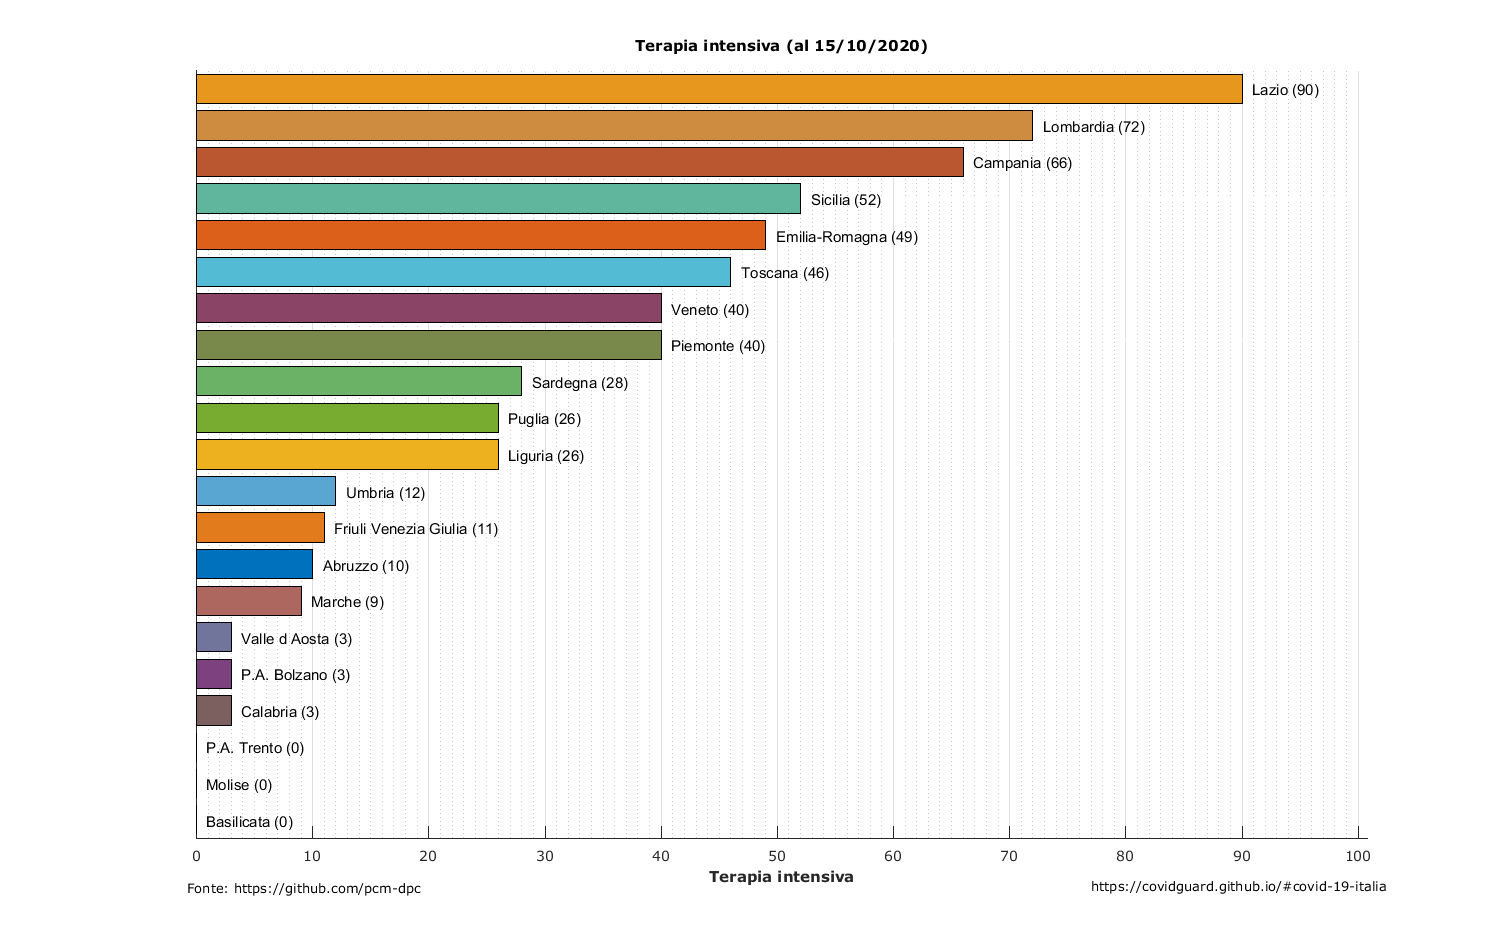 Terapia intensiva (al 15/10/2020)
Lazio (90)
Lombardia (72)
Campania (66)
Sicilia (52)
Emilia-Romagna (49)
Toscana (46)
Veneto (40)
Piemonte (40)
Sardegna (28)
Puglia (26)
Liguria (26)
Umbria (12)
Friuli Venezia Giulia (11)
Abruzzo (10)
Marche (9)
Valle d Aosta (3)
P.A. Bolzano (3)
Calabria (3)
P.A. Trento (0)
Molise (0)
Basilicata (0)
0 10 20 30 40 50 60 70 80 90 100
Terapia intensiva
Fonte: https://github.com/pcm-dpc
https://covidguard.github.io/#covid-19-italia